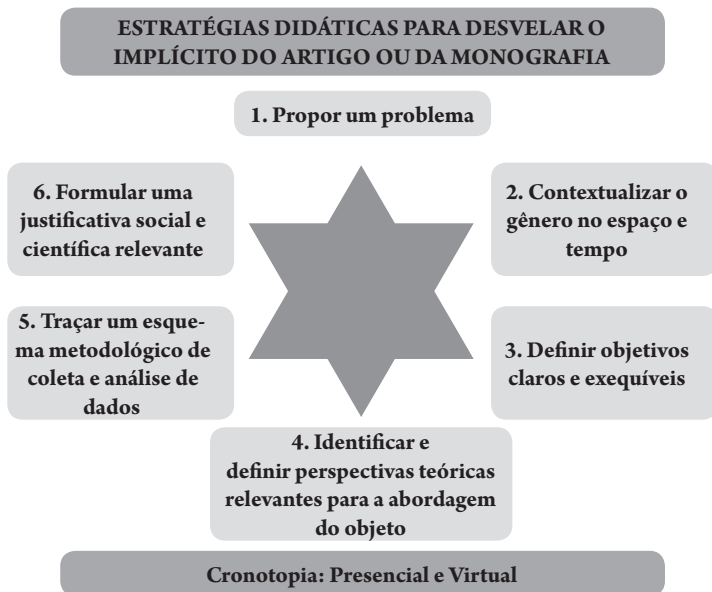 ESTRATÉGIAS DIDÁTICAS PARA DESVELAR O
IMPLÍCITO DO ARTIGO OU DA MONOGRAFIA
1. Propor um problema
2. Contextualizar o
gênero no espaço e
tempo
3. Definir objetivos
claros e exequíveis
4. Identificar e
definir perspectivas teóricas
relevantes para a abordagem
do objeto
5. Traçar um esque-
ma metodológico de
coleta e análise de
dados
6. Formular uma
justificativa social e
científica relevante
Cronotopia: Presencial e Virtual